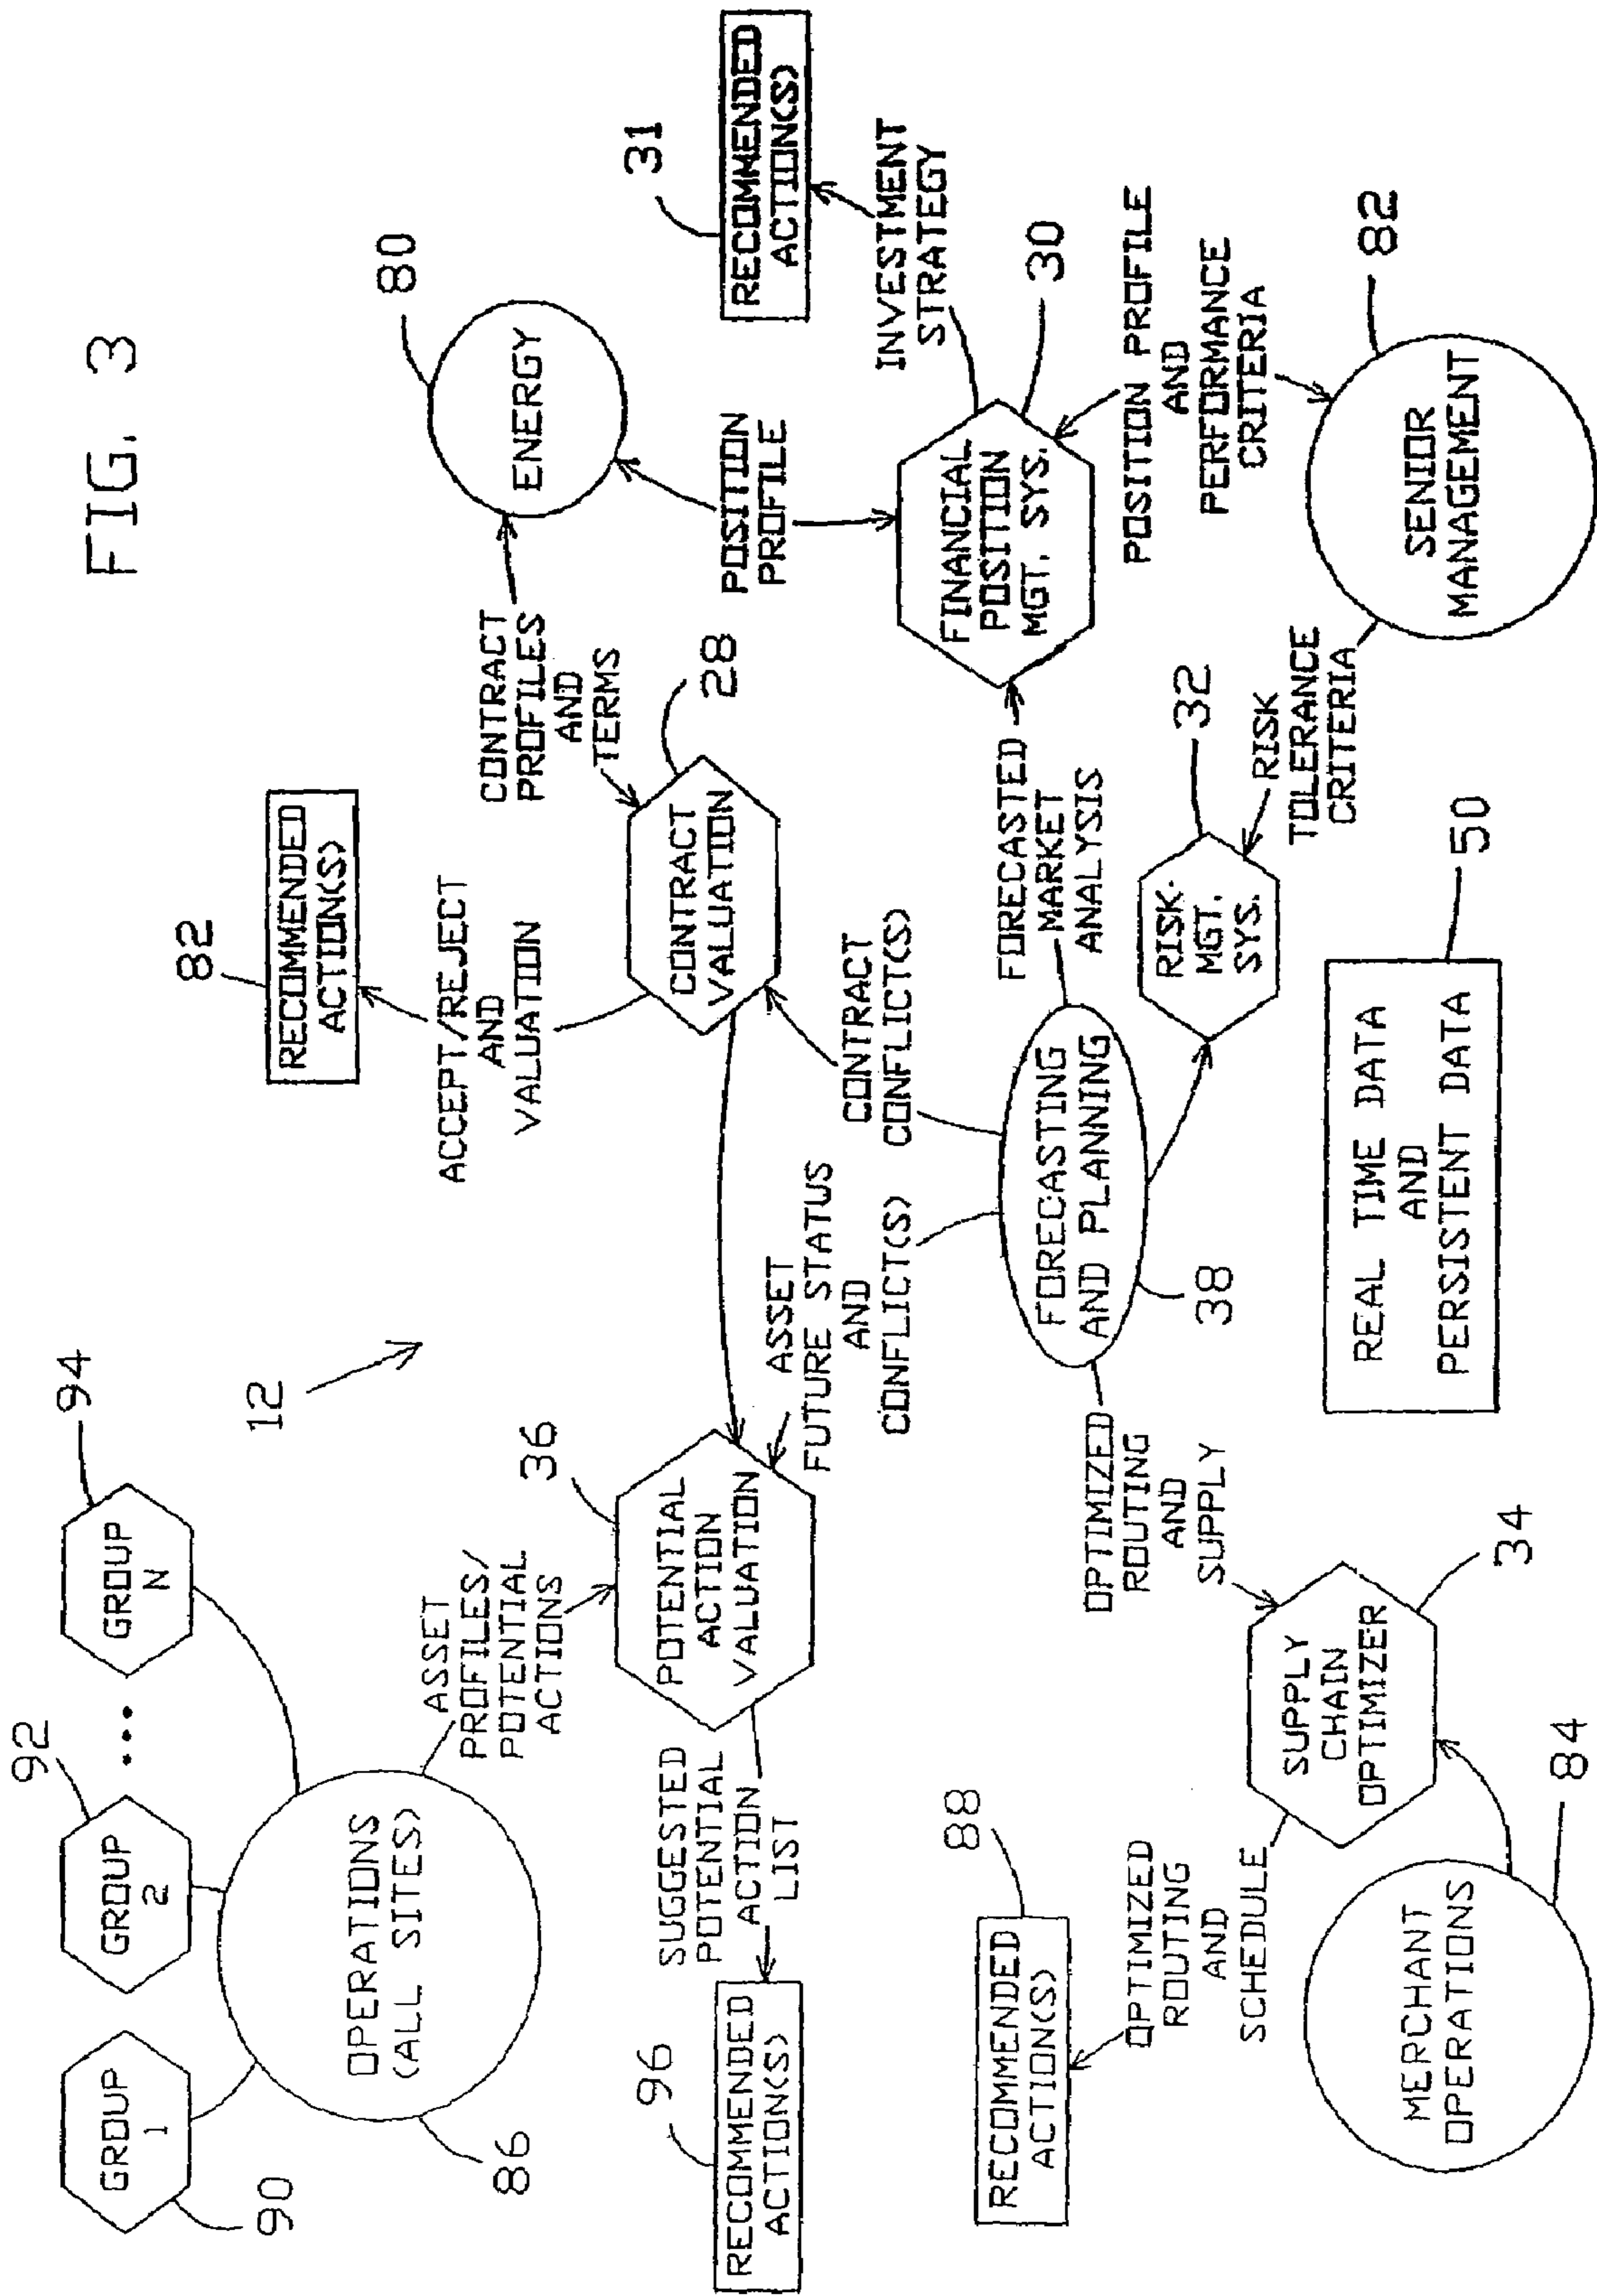 FIG. 3
94
92
GROUP
1
GROUP
2
...
GROUP
N
90
12
86
OPERATIONS
(ALL SITES)
ASSET
PROFILES/
POTENTIAL
ACTIONS
36
POTENTIAL
ACTION
VALUATION
SUGGESTED
POTENTIAL
ACTION
LIST
96
RECOMMENDED
ACTION(S)
82
RECOMMENDED
ACTION(S)
ACCEPT/REJECT
AND
VALUATION
CONTRACT
PROFILES
AND
TERMS
28
CONTRACT
VALUATION
80
ENERGY
POSITION
PROFILE
31
RECOMMENDED
ACTION(S)
INVESTMENT
STRATEGY
30
FINANCIAL
POSITION
MGT. SYS.
ASSET
FUTURE STATUS
AND
CONFLICT(S)
CONTRACT
CONFLICT(S)
FORECASTED
MARKET
ANALYSIS
FORECASTING
AND PLANNING
38
POSITION PROFILE
AND
PERFORMANCE
CRITERIA
32
RISK
MGT.
SYS.
RISK
TOLERANCE
CRITERIA
82
SENIOR
MANAGEMENT
OPTIMIZED
ROUTING
AND
SUPPLY
88
RECOMMENDED
ACTION(S)
OPTIMIZED
ROUTING
AND
SCHEDULE
SUPPLY
CHAIN
OPTIMIZER
34
MERCHANT
OPERATIONS
84
REAL TIME DATA
AND
PERSISTENT DATA
50